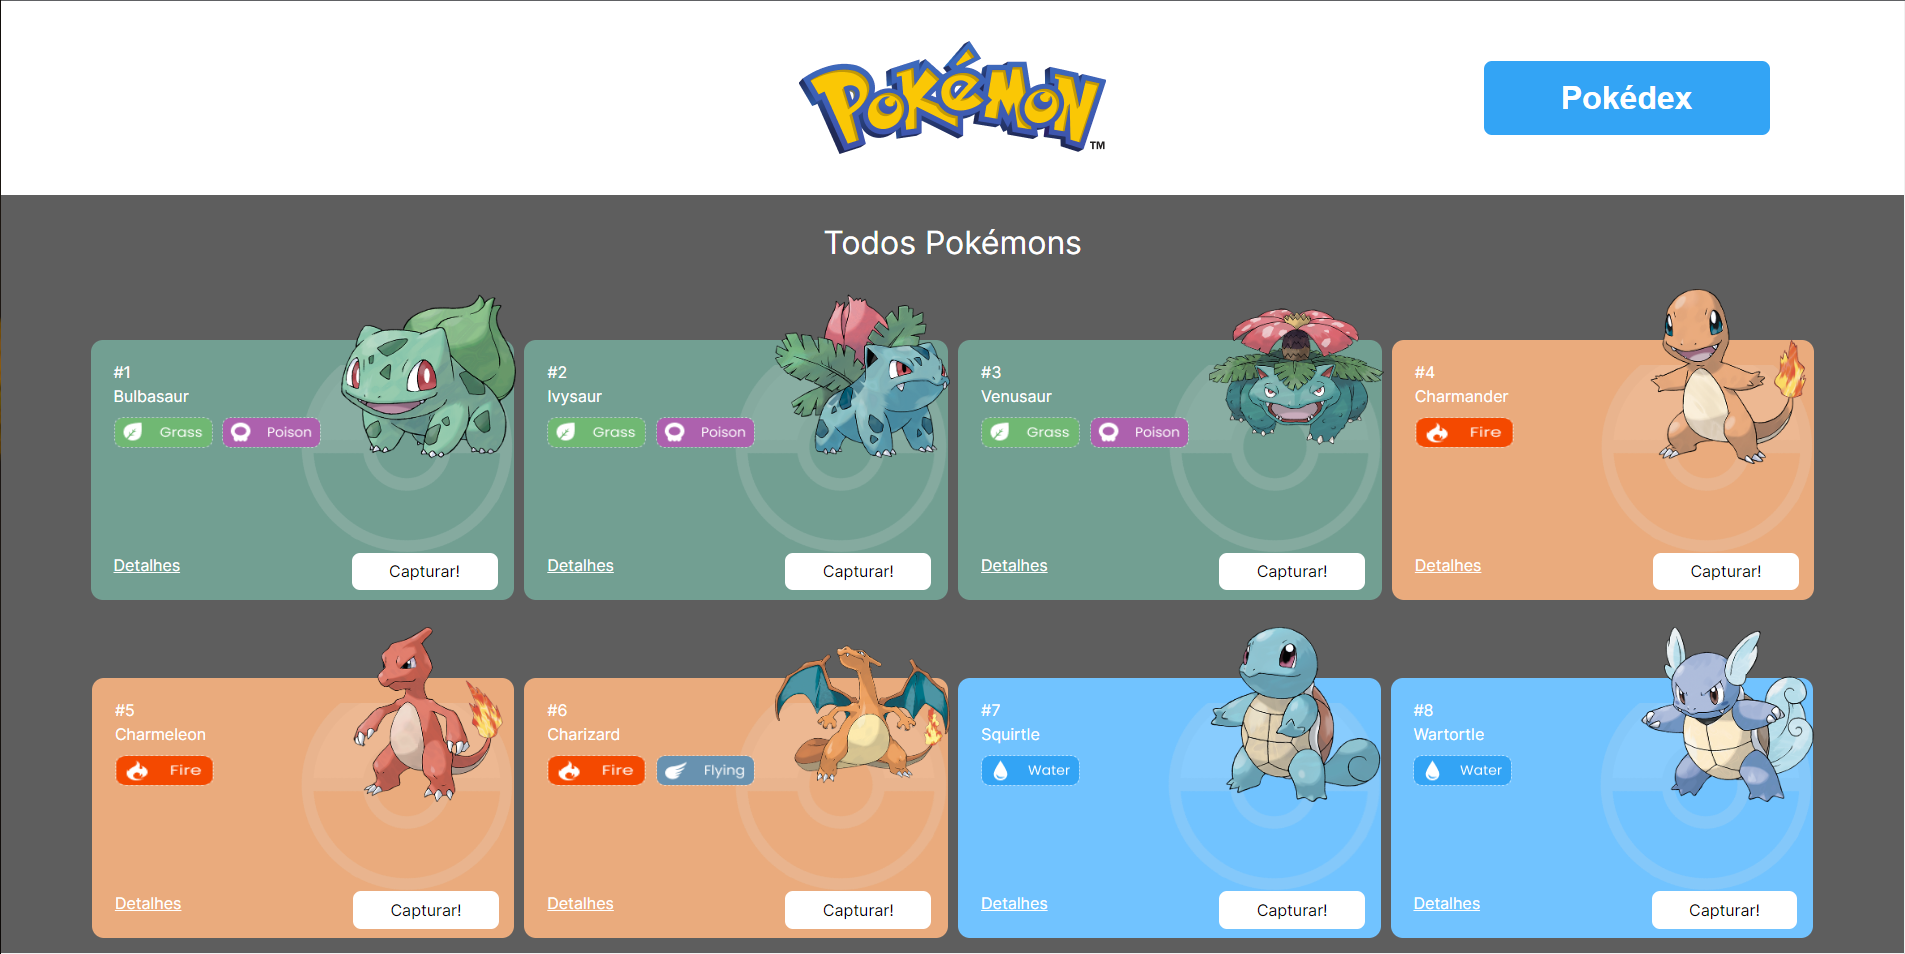 POKéMON
TM
Pokédex
Todos Pokémons
#1
Bulbasaur
Grass Poison
Detalhes Capturar!
#2
Ivysaur
Grass Poison
Detalhes Capturar!
#3
Venusaur
Grass Poison
Detalhes Capturar!
#4
Charmander
Fire
Detalhes Capturar!
#5
Charmeleon
Fire
Detalhes Capturar!
#6
Charizard
Fire Flying
Detalhes Capturar!
#7
Squirtle
Water
Detalhes Capturar!
#8
Wartortle
Water
Detalhes Capturar!